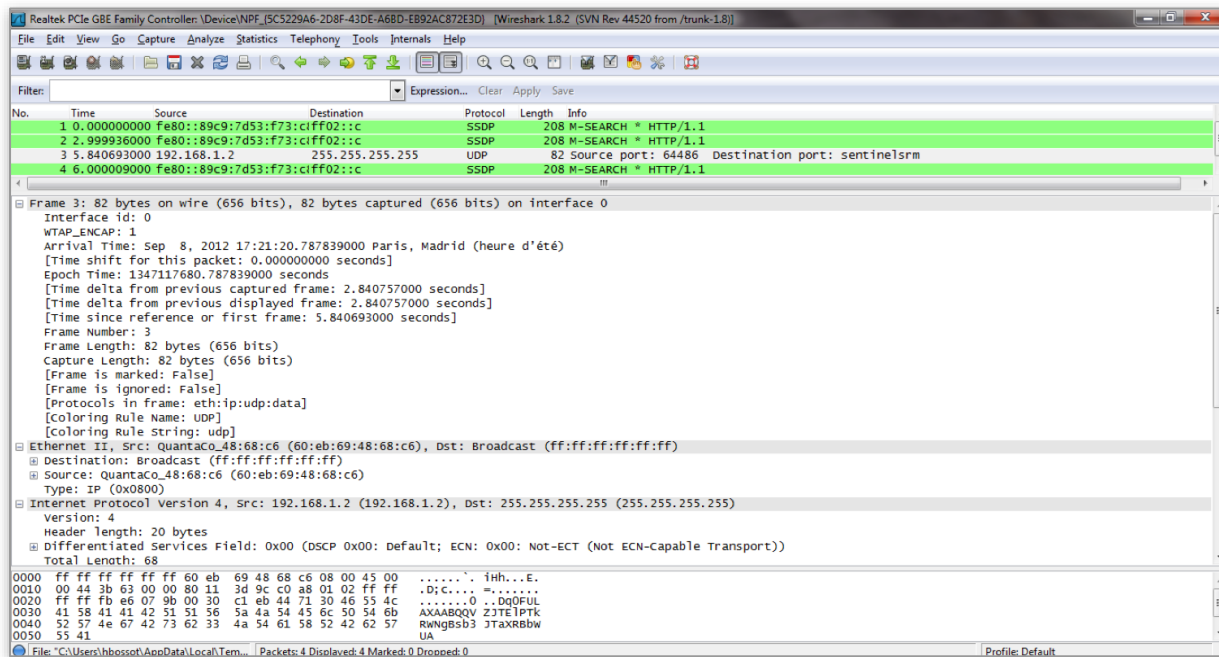 Realtek PCIe GBE Family Controller: \Device\NPF_{5C5229A6-2D8F-43DE-A6BD-EB92AC872E3D} [Wireshark 1.8.2 (SVN Rev 44520 from /trunk-1.8)]
File Edit View Go Capture Analyze Statistics Telephony Tools Internals Help
Filter: Expression... Clear Apply Save
No. Time Source Destination Protocol Length Info
1 0.000000000 fe80::89c9:7d53:f73:c ff02::c SSDP 208 M-SEARCH * HTTP/1.1
2 2.999936000 fe80::89c9:7d53:f73:c ff02::c SSDP 208 M-SEARCH * HTTP/1.1
3 5.840693000 192.168.1.2 255.255.255.255 UDP 82 Source port: 64486 Destination port: sentinelsrm
4 6.000009000 fe80::89c9:7d53:f73:c ff02::c SSDP 208 M-SEARCH * HTTP/1.1
Frame 3: 82 bytes on wire (656 bits), 82 bytes captured (656 bits) on interface 0
Interface id: 0
WTAP_ENCAP: 1
Arrival Time: Sep 8, 2012 17:21:20.787839000 Paris, Madrid (heure d'été)
[Time shift for this packet: 0.000000000 seconds]
Epoch Time: 1347117680.787839000 seconds
[Time delta from previous captured frame: 2.840757000 seconds]
[Time delta from previous displayed frame: 2.840757000 seconds]
[Time since reference or first frame: 5.840693000 seconds]
Frame Number: 3
Frame Length: 82 bytes (656 bits)
Capture Length: 82 bytes (656 bits)
[Frame is marked: False]
[Frame is ignored: False]
[Protocols in frame: eth:ip:udp:data]
[Coloring Rule Name: UDP]
[Coloring Rule String: udp]
Ethernet II, Src: QuantaCo_48:68:c6 (60:eb:69:48:68:c6), Dst: Broadcast (ff:ff:ff:ff:ff:ff)
Destination: Broadcast (ff:ff:ff:ff:ff:ff)
Source: QuantaCo_48:68:c6 (60:eb:69:48:68:c6)
Type: IP (0x0800)
Internet Protocol Version 4, Src: 192.168.1.2 (192.168.1.2), Dst: 255.255.255.255 (255.255.255.255)
Version: 4
Header length: 20 bytes
Differentiated Services Field: 0x00 (DSCP 0x00: Default; ECN: 0x00: Not-ECT (Not ECN-Capable Transport))
Total Length: 68
0000 ff ff ff ff ff ff 60 eb 69 48 68 c6 08 00 45 00 ......`. iHh...E.
0010 00 44 3b 63 00 00 80 11 3d 9c c0 a8 01 02 ff ff .D;c.... =.......
0020 ff ff fb e6 07 9b 00 30 c1 eb 44 71 30 46 55 4c .......0 ..Dq0FUL
0030 41 58 41 41 42 51 51 56 5a 4a 54 45 6c 50 54 6b AXAABQQV ZJTElPTk
0040 52 57 4e 67 42 73 62 33 4a 54 61 58 52 42 62 57 RWNgBsb3 JTaXRBbW
0050 55 41 UA
File: "C:\Users\hbossot\AppData\Local\Tem... Packets: 4 Displayed: 4 Marked: 0 Dropped: 0 Profile: Default